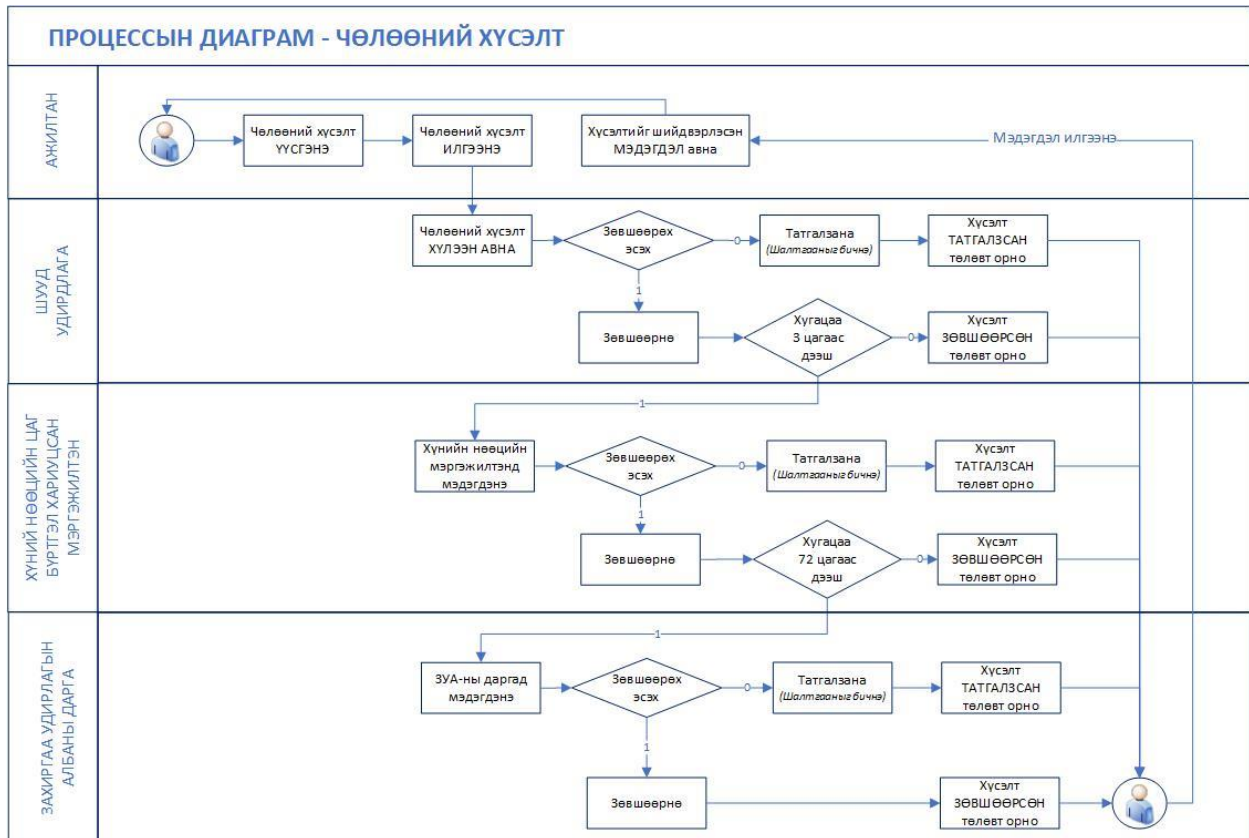 ПРОЦЕССЫН ДИАГРАМ - ЧӨЛӨӨНИЙ ХҮСЭЛТ
АЖИЛТАН
Чөлөөний хүсэлт
ҮҮСГЭНЭ
Чөлөөний хүсэлт
ИЛГЭЭНЭ
Хүсэлтийг шийдвэрлэсэн
МЭДЭГДЭЛ авна
Мэдэгдэл илгээнэ
ШУУД
УДИРДЛАГА
Чөлөөний хүсэлт
ХҮЛЭЭН АВНА
Зөвшөөрөх
эсэх
0
Татгалзана
(Шалтгааныг бичнэ)
Хүсэлт
ТАТГАЛЗСАН
төлөвт орно
1
Зөвшөөрнө
Хугацаа
3 цагаас
дээш
0
Хүсэлт
ЗӨВШӨӨРСӨН
төлөвт орно
1
ХҮНИЙ НӨӨЦИЙН ЦАГ
БҮРТГЭЛ ХАРИУЦСАН
МЭРГЭЖИЛТЭН
Хүнийн нөөцийн
мэргэжилтэнд
мэдэгдэнэ
Зөвшөөрөх
эсэх
0
Татгалзана
(Шалтгааныг бичнэ)
Хүсэлт
ТАТГАЛЗСАН
төлөвт орно
1
Зөвшөөрнө
Хугацаа
72 цагаас
дээш
0
Хүсэлт
ЗӨВШӨӨРСӨН
төлөвт орно
1
ЗАХИРГАА УДИРЛАГЫН
АЛБАНЫ ДАРГА
ЗУА-ны даргад
мэдэгдэнэ
Зөвшөөрөх
эсэх
0
Татгалзана
(Шалтгааныг бичнэ)
Хүсэлт
ТАТГАЛЗСАН
төлөвт орно
1
Зөвшөөрнө
Хүсэлт
ЗӨВШӨӨРСӨН
төлөвт орно